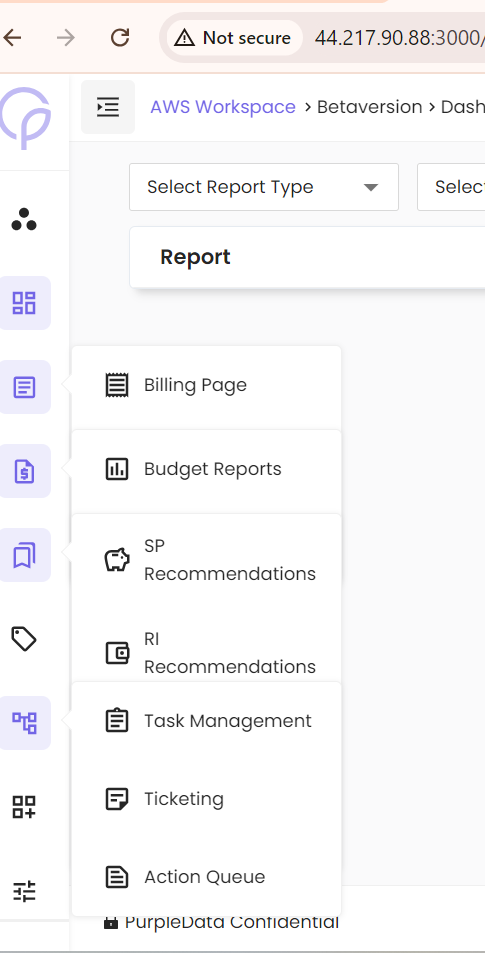 Not secure 44.217.90.88:3000/
AWS Workspace > Betaversion > Dash
Select Report Type Selec
Report
Billing Page
Budget Reports
SP
Recommendations
RI
Recommendations
Task Management
Ticketing
Action Queue
PurpleData Confidential